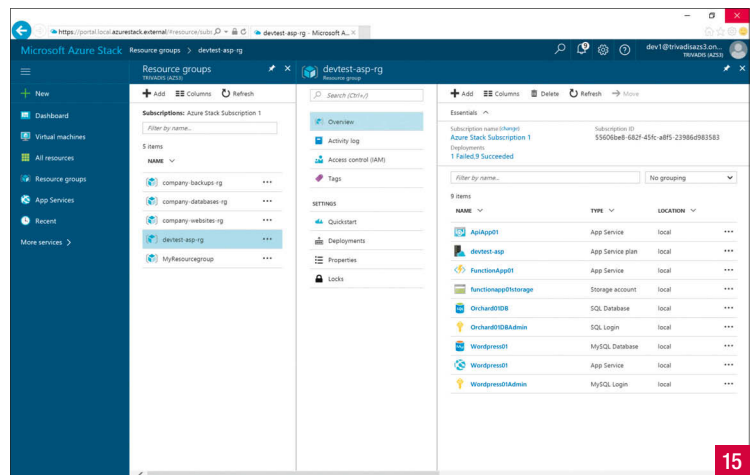 https://portal.local.azurestack.external/#resource/subs
devtest-asp-rg - Microsoft A...
Microsoft Azure Stack
Resource groups > devtest-asp-rg
9
dev1@trivadisazs3.on...
TRIVADIS (AZS3)
New
Dashboard
Virtual machines
All resources
Resource groups
App Services
Recent
More services >
Resource groups
TRIVADIS (AZS3)
Add Columns Refresh
Subscriptions: Azure Stack Subscription 1
Filter by name...
5 items
NAME
company-backups-rg
company-databases-rg
company-websites-rg
devtest-asp-rg
MyResourcegroup
devtest-asp-rg
Resource group
Search (Ctrl+/)
Overview
Activity log
Access control (IAM)
Tags
SETTINGS
Quickstart
Deployments
Properties
Locks
Add Columns Delete Refresh Move
Essentials
Subscription name (change)
Azure Stack Subscription 1
Subscription ID
55606be8-682f-45fc-a8f5-23986d983583
Deployments
1 Failed,9 Succeeded
Filter by name...
No grouping
9 items
NAME TYPE LOCATION
ApiApp01 App Service local
devtest-asp App Service plan local
FunctionApp01 App Service local
functionapp01storage Storage account local
Orchard01DB SQL Database local
Orchard01DBAdmin SQL Login local
Wordpress01 MySQL Database local
Wordpress01 App Service local
Wordpress01Admin MySQL Login local
15